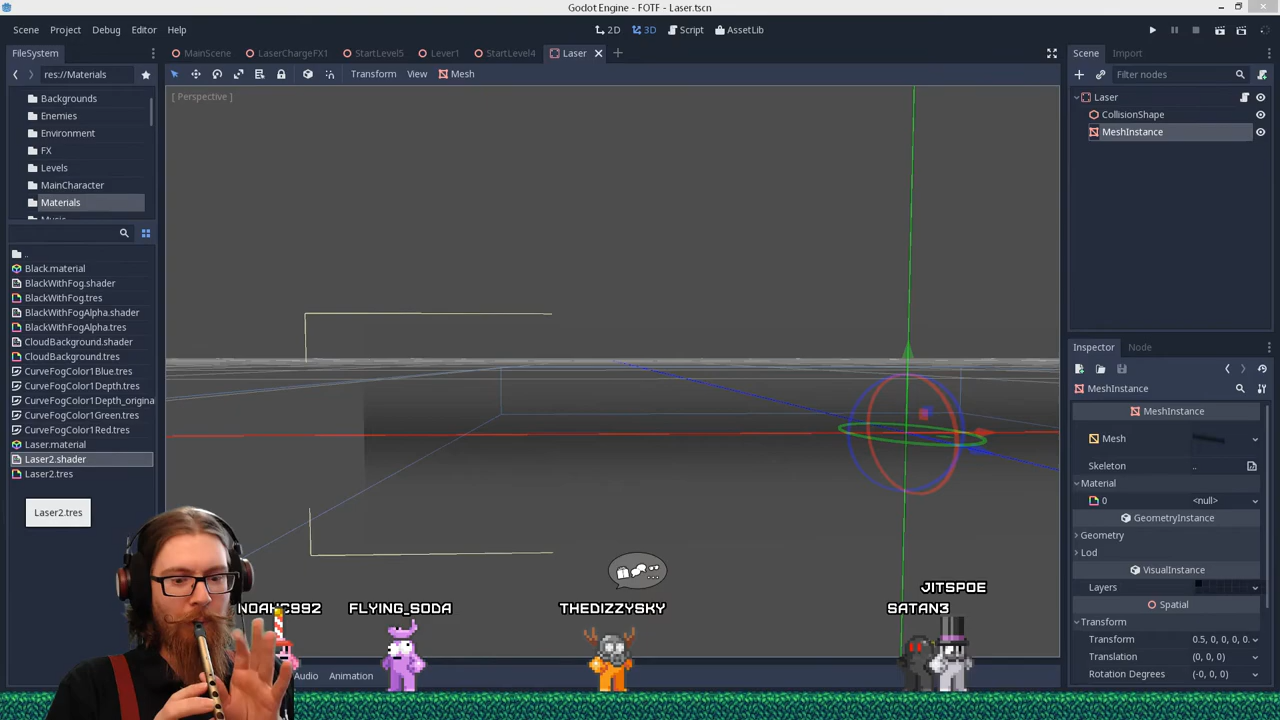 Godot Engine - FOTF - Laser.tscn
Scene Project Debug Editor Help
2D 3D Script AssetLib
FileSystem
MainScene LaserChargeFX1 StartLevel5 Lever1 StartLevel4 Laser
Scene Import
res://Materials
Transform View Mesh
Filter nodes
[ Perspective ]
Backgrounds
Enemies
Environment
FX
Levels
MainCharacter
Materials
Music
Laser
CollisionShape
MeshInstance
..
Black.material
BlackWithFog.shader
BlackWithFog.tres
BlackWithFogAlpha.shader
BlackWithFogAlpha.tres
CloudBackground.shader
CloudBackground.tres
CurveFogColor1Blue.tres
CurveFogColor1Depth.tres
CurveFogColor1Depth_origina
CurveFogColor1Green.tres
CurveFogColor1Red.tres
Laser.material
Laser2.shader
Laser2.tres
Laser2.tres
Inspector Node
MeshInstance
MeshInstance
Mesh
Skeleton ..
Material
0 <null>
GeometryInstance
Geometry
Lod
VisualInstance
Layers
Spatial
Transform
Transform 0.5, 0, 0, 0, 0.
Translation (0, 0, 0)
Rotation Degrees (-0, 0, 0)
JITSPOE
NOAHC992 FLYING_SODA THEDIZZYSKY SATAN3
Audio Animation